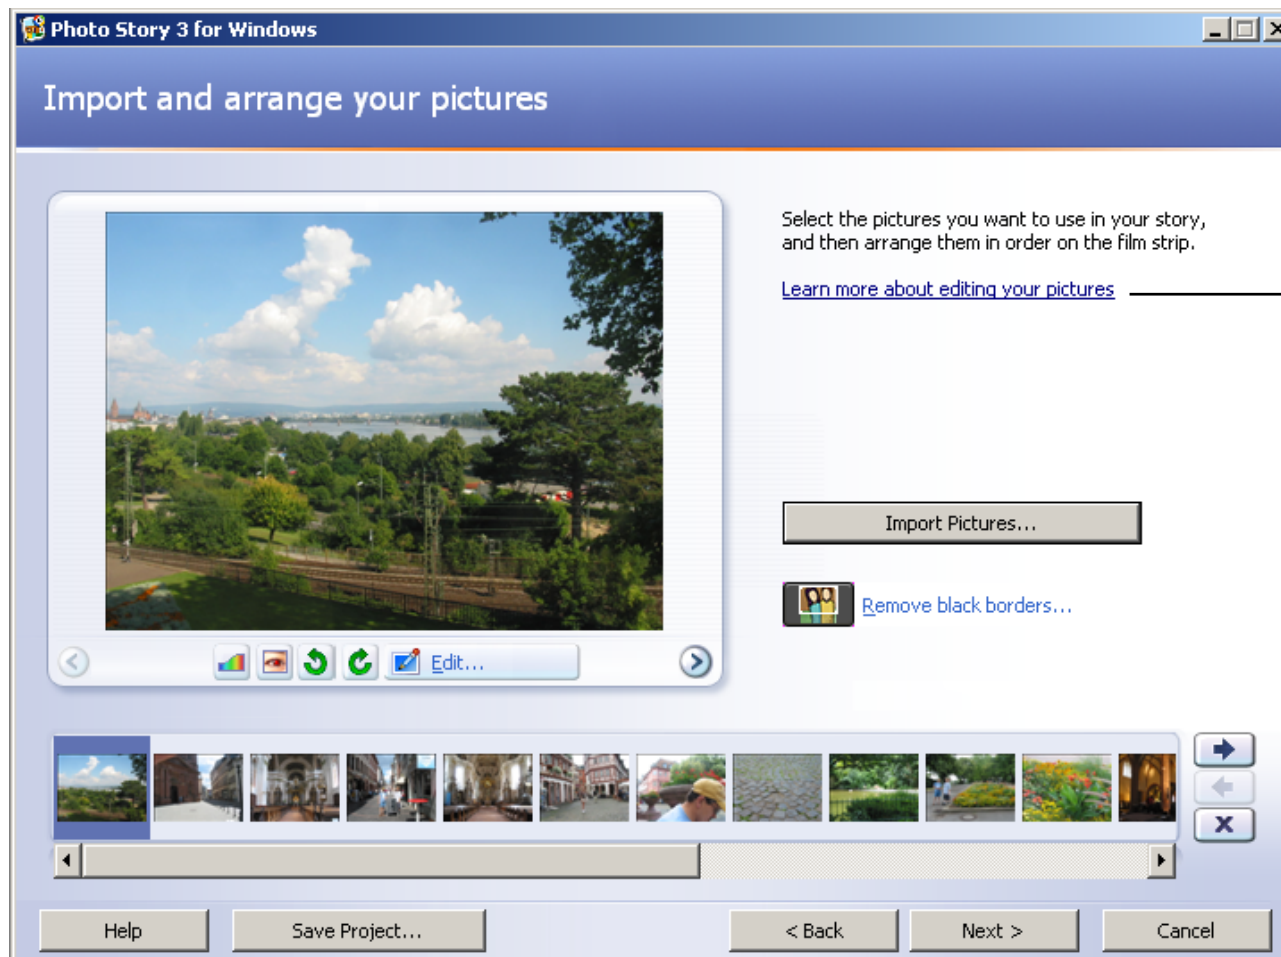 Photo Story 3 for Windows
Import and arrange your pictures
Select the pictures you want to use in your story,
and then arrange them in order on the film strip.
Learn more about editing your pictures
Import Pictures...
Remove black borders...
Edit...
Help
Save Project...
< Back
Next >
Cancel